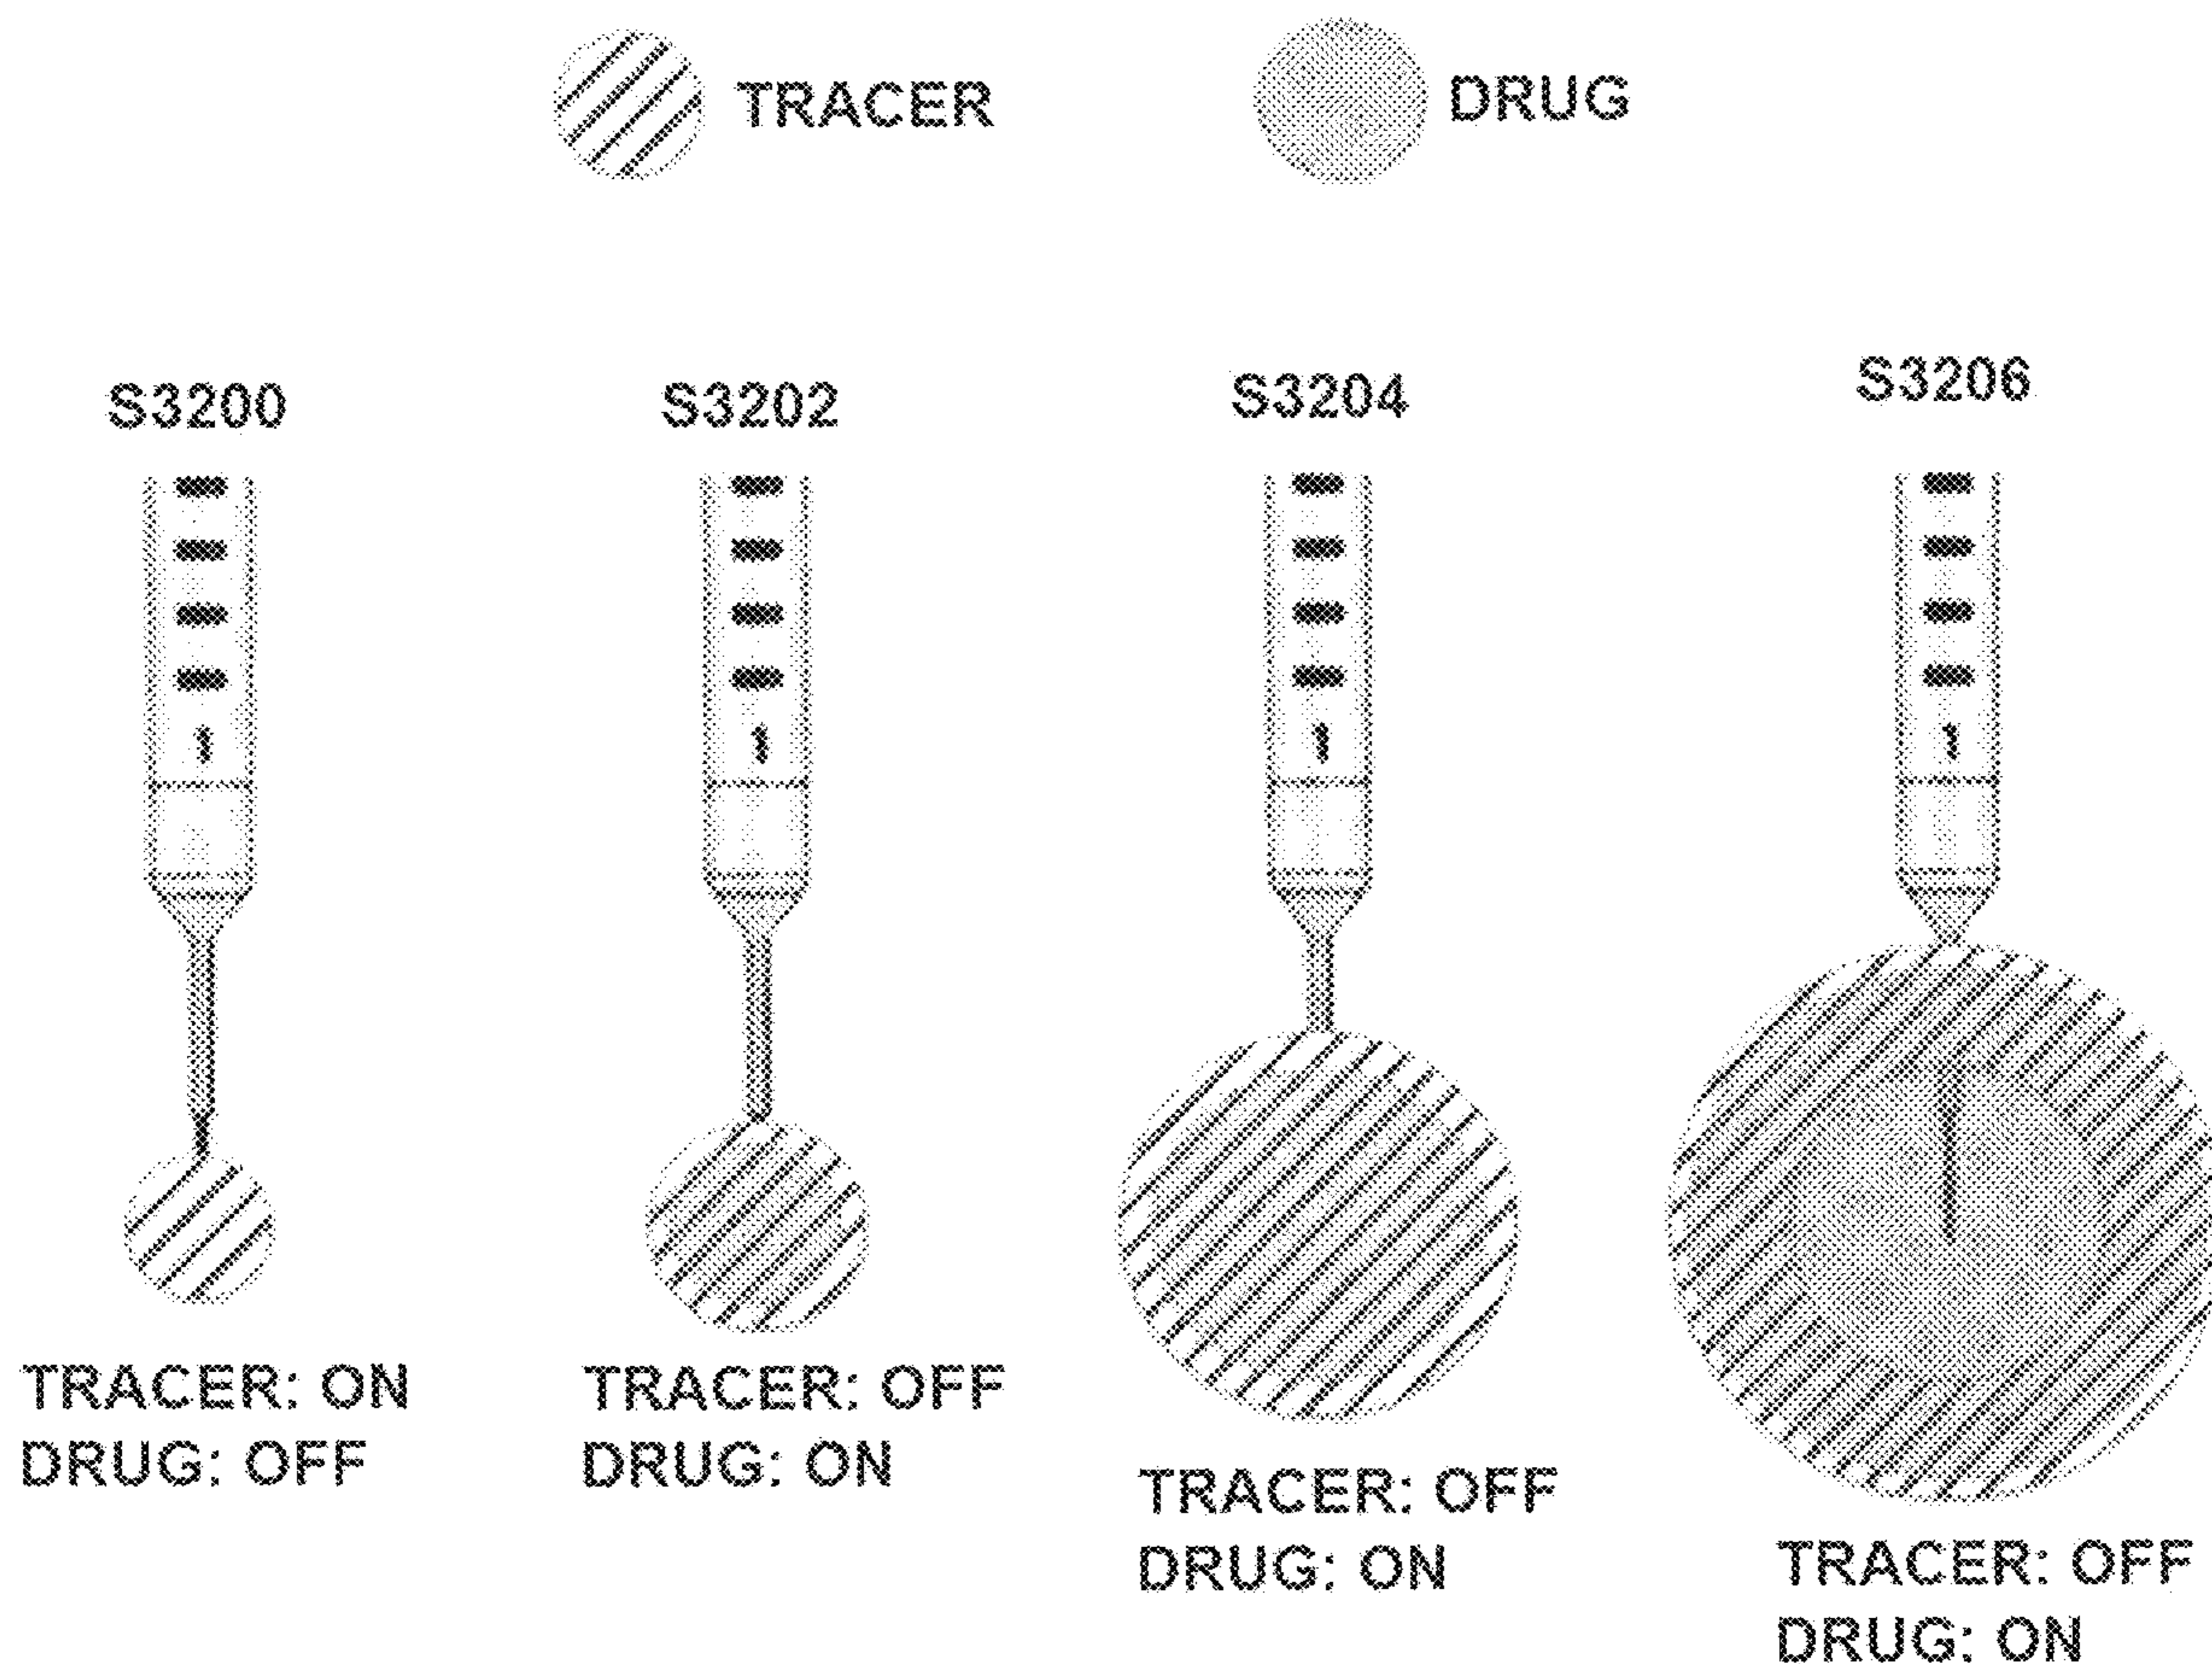 TRACER
DRUG
S3200
S3202
S3204
S3206
1
1
1
1
TRACER: ON
DRUG: OFF
TRACER: OFF
DRUG: ON
TRACER: OFF
DRUG: ON
TRACER: OFF
DRUG: ON